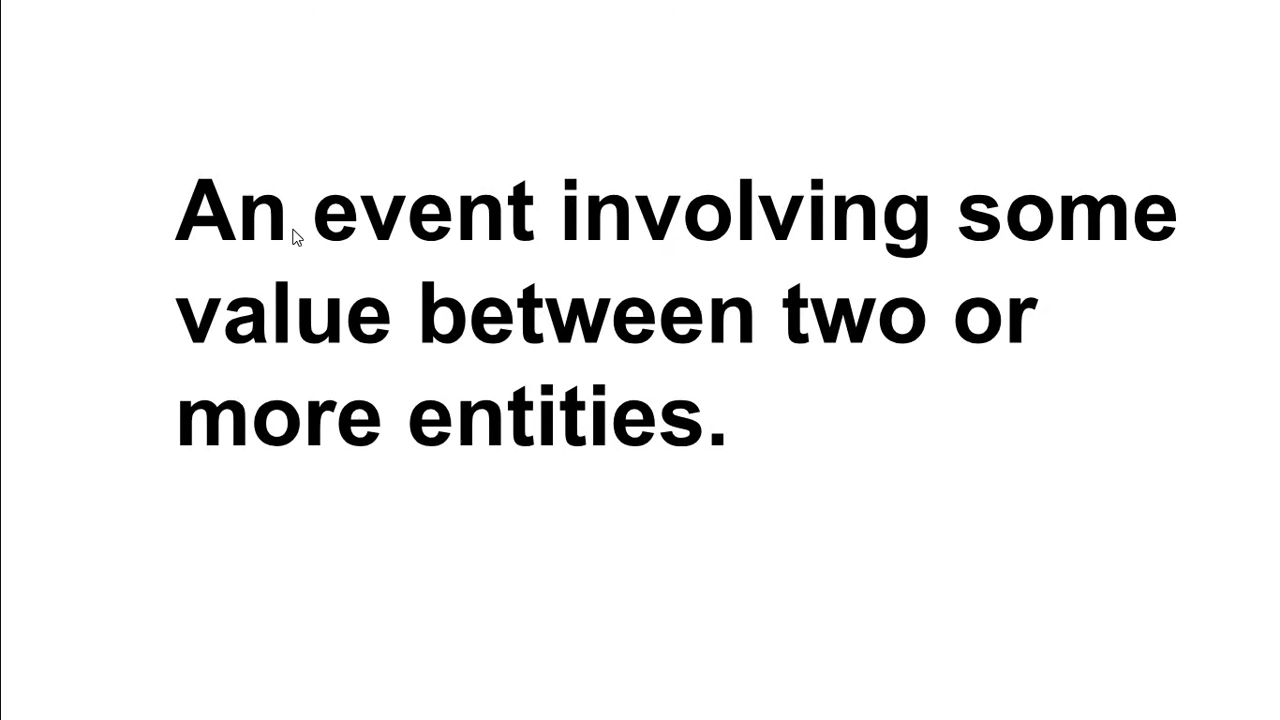 An event involving some
value between two or
more entities.